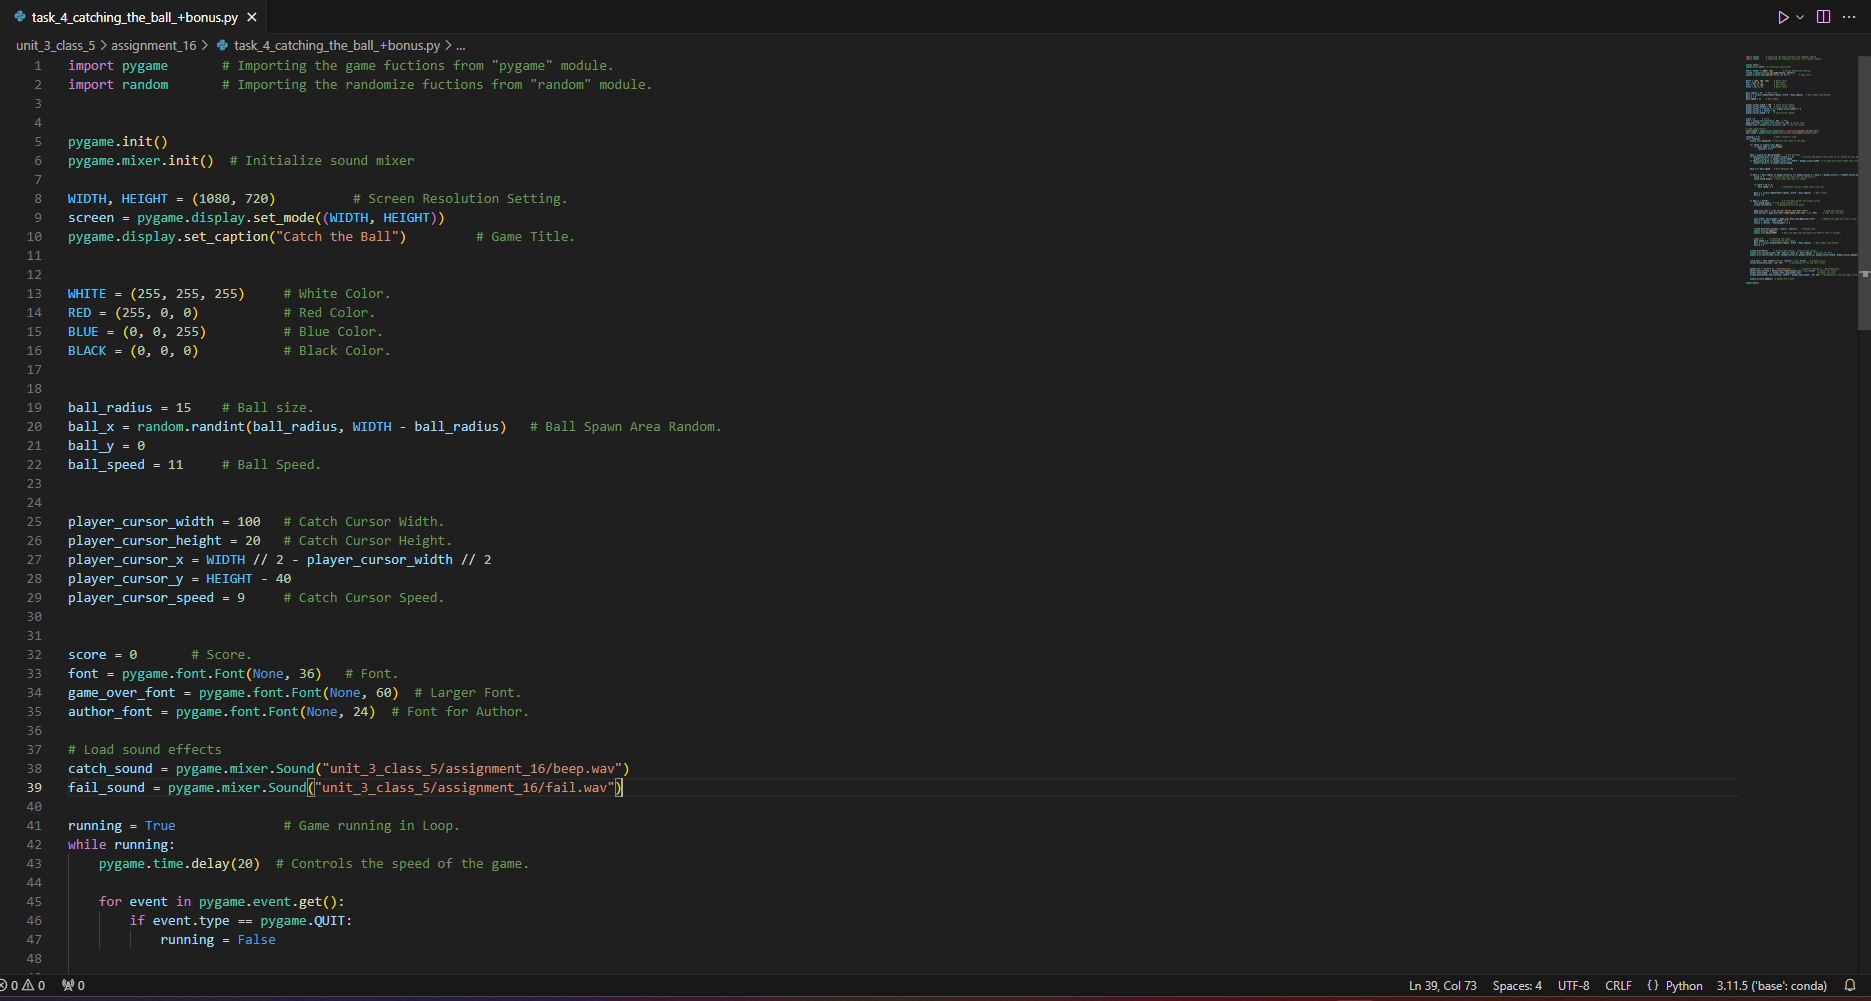 task_4_catching_the_ball_+bonus.py
unit_3_class_5 > assignment_16 > task_4_catching_the_ball_+bonus.py > ...
1 import pygame # Importing the game fuctions from "pygame" module.
2 import random # Importing the randomize fuctions from "random" module.
3
4
5 pygame.init()
6 pygame.mixer.init() # Initialize sound mixer
7
8 WIDTH, HEIGHT = (1080, 720) # Screen Resolution Setting.
9 screen = pygame.display.set_mode((WIDTH, HEIGHT))
10 pygame.display.set_caption("Catch the Ball") # Game Title.
11
12
13 WHITE = (255, 255, 255) # White Color.
14 RED = (255, 0, 0) # Red Color.
15 BLUE = (0, 0, 255) # Blue Color.
16 BLACK = (0, 0, 0) # Black Color.
17
18
19 ball_radius = 15 # Ball size.
20 ball_x = random.randint(ball_radius, WIDTH - ball_radius) # Ball Spawn Area Random.
21 ball_y = 0
22 ball_speed = 11 # Ball Speed.
23
24
25 player_cursor_width = 100 # Catch Cursor Width.
26 player_cursor_height = 20 # Catch Cursor Height.
27 player_cursor_x = WIDTH // 2 - player_cursor_width // 2
28 player_cursor_y = HEIGHT - 40
29 player_cursor_speed = 9 # Catch Cursor Speed.
30
31
32 score = 0 # Score.
33 font = pygame.font.Font(None, 36) # Font.
34 game_over_font = pygame.font.Font(None, 60) # Larger Font.
35 author_font = pygame.font.Font(None, 24) # Font for Author.
36
37 # Load sound effects
38 catch_sound = pygame.mixer.Sound("unit_3_class_5/assignment_16/beep.wav")
39 fail_sound = pygame.mixer.Sound("unit_3_class_5/assignment_16/fail.wav")
40
41 running = True # Game running in Loop.
42 while running:
43 pygame.time.delay(20) # Controls the speed of the game.
44
45 for event in pygame.event.get():
46 if event.type == pygame.QUIT:
47 running = False
48
0 0 0 Ln 39, Col 73 Spaces: 4 UTF-8 CRLF {} Python 3.11.5 ('base': conda)